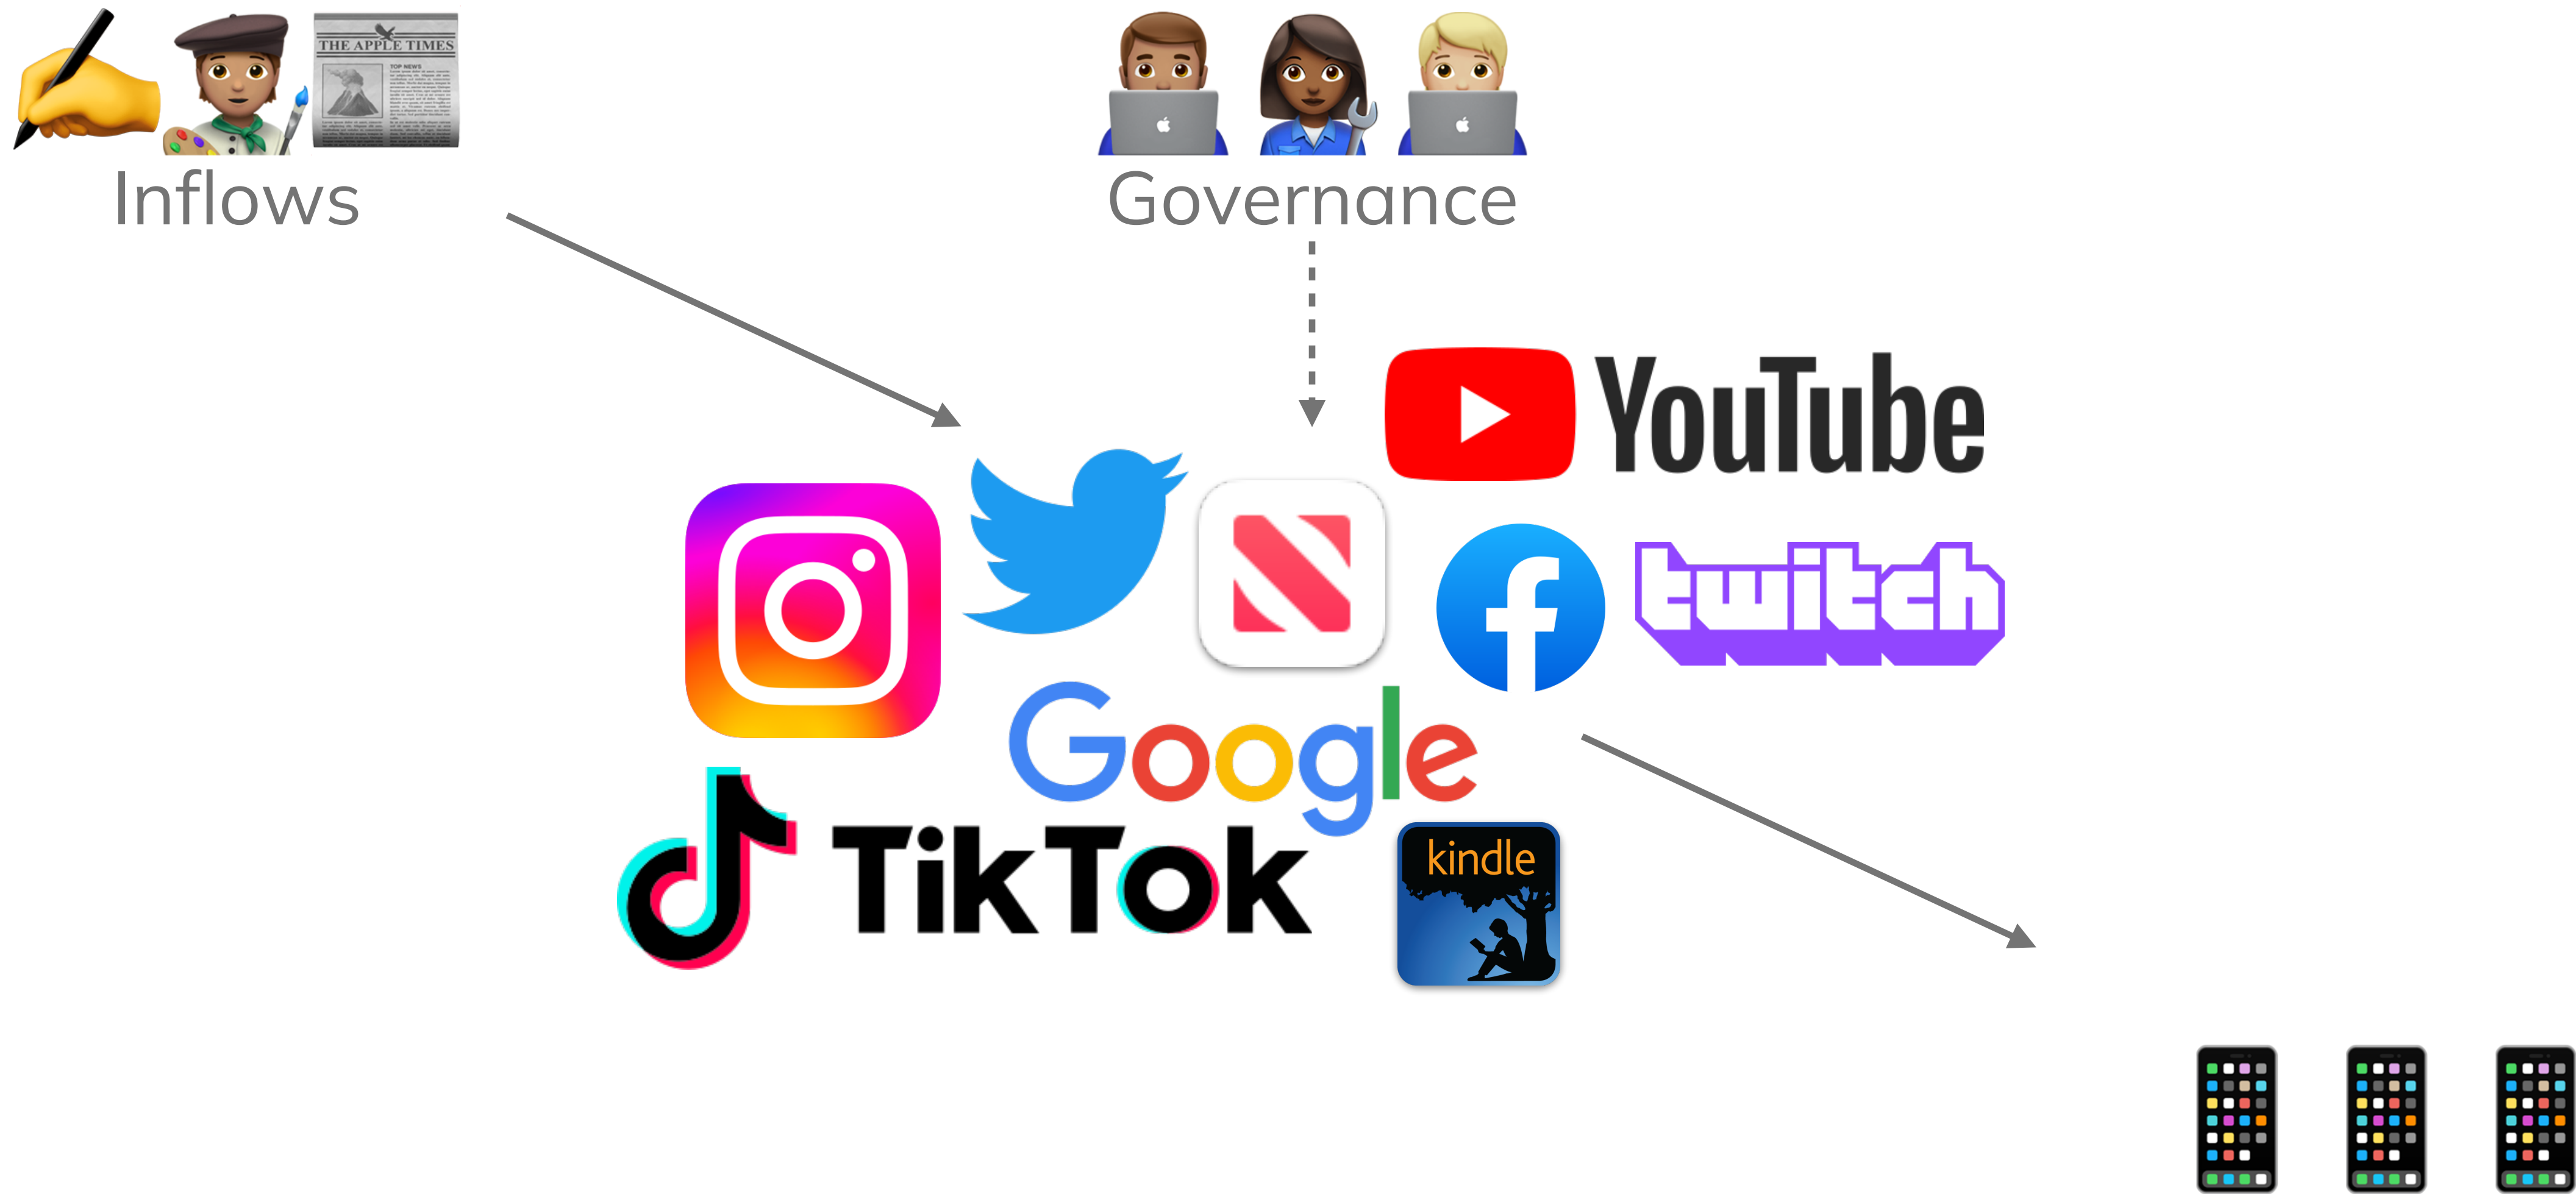 THE APPLE TIMES
TOP NEWS
Inflows
Governance
YouTube
twitch
Google
TikTok
kindle